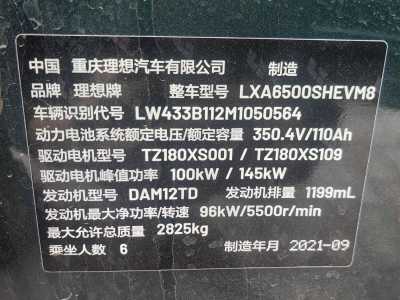 中国 重庆理想汽车有限公司 制造
品牌 理想牌 整车型号 LXA6500SHEVM8
车辆识别代号 LW433B112M1050564
动力电池系统额定电压/额定容量 350.4V/110Ah
驱动电机型号 TZ180XS001 / TZ180XS109
驱动电机峰值功率 100kW / 145kW
发动机型号 DAM12TD 发动机排量 1199mL
发动机最大净功率/转速 96kW/5500r/min
最大允许总质量 2825kg
乘坐人数 6 制造年月 2021-09